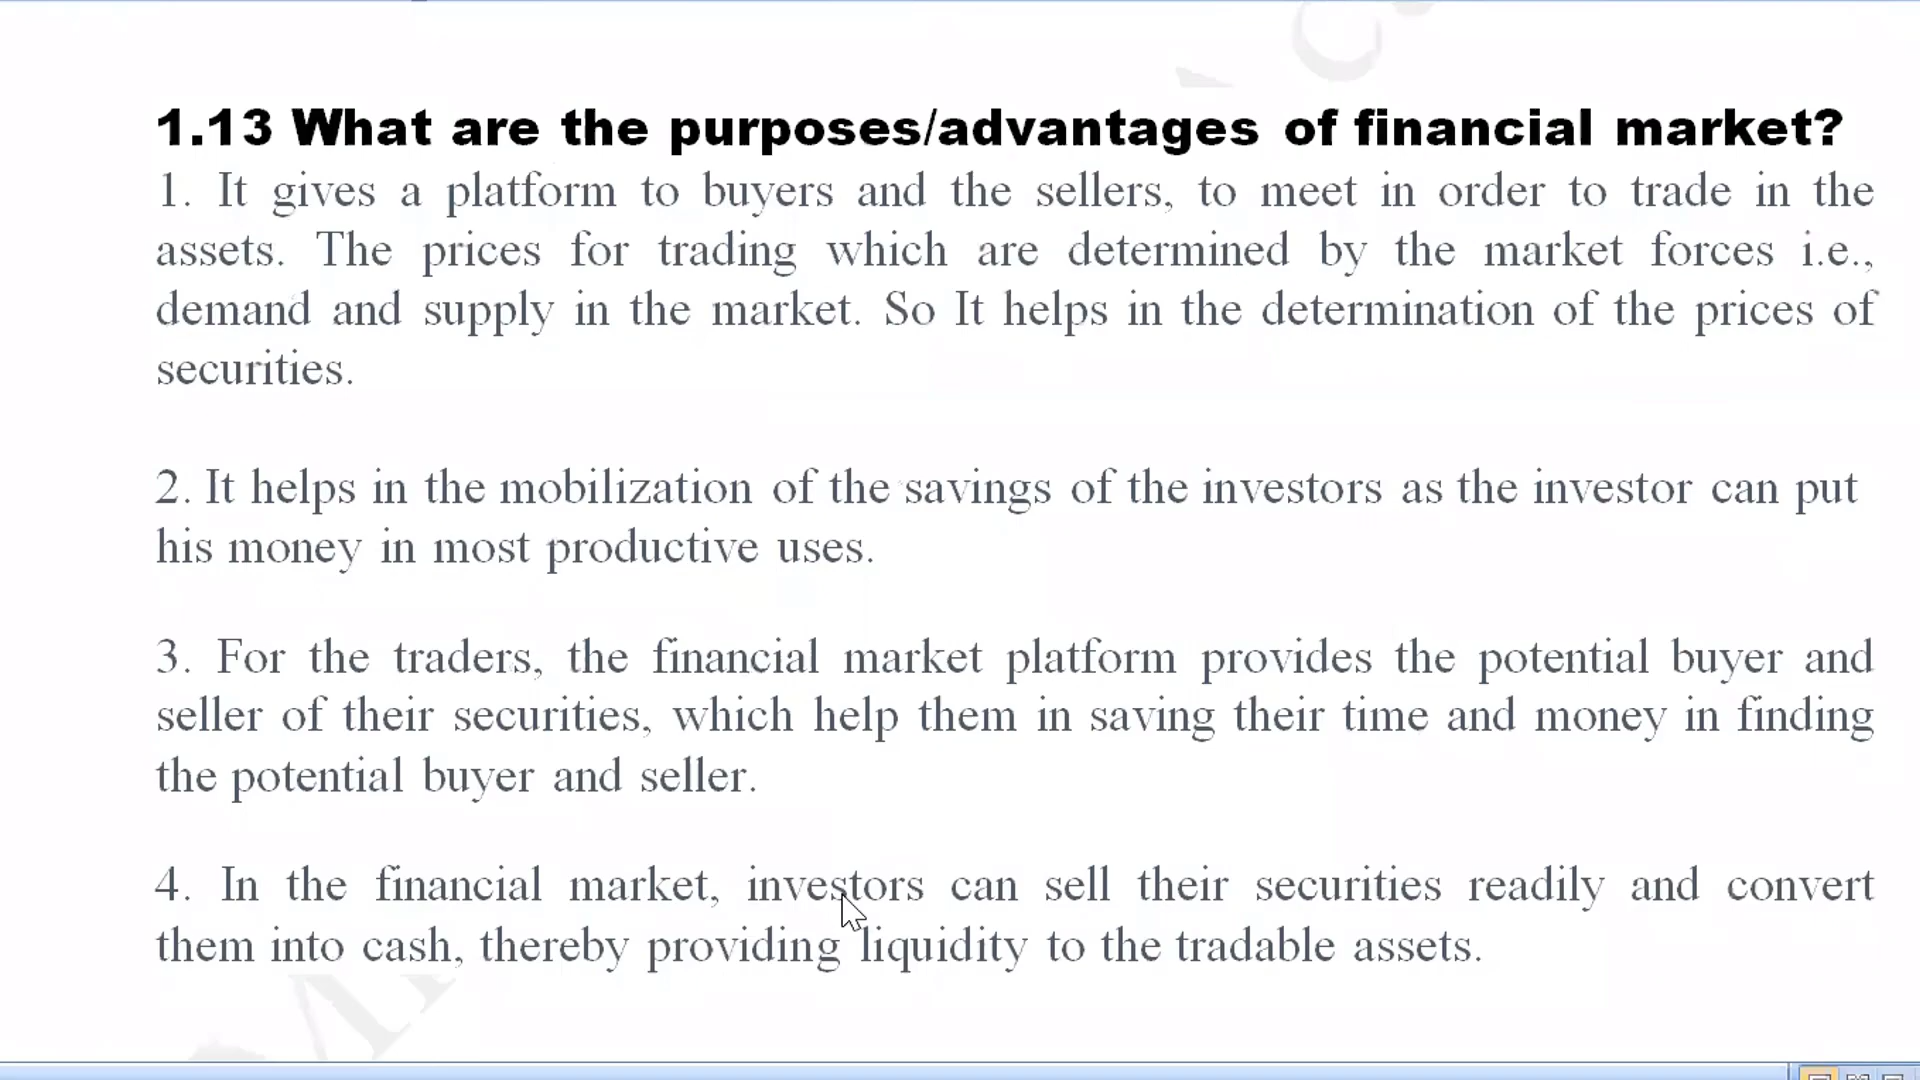 1.13 What are the purposes/advantages of financial market?
1. It gives a platform to buyers and the sellers, to meet in order to trade in the
assets. The prices for trading which are determined by the market forces i.e.,
demand and supply in the market. So It helps in the determination of the prices of
securities.
2. It helps in the mobilization of the savings of the investors as the investor can put
his money in most productive uses.
3. For the traders, the financial market platform provides the potential buyer and
seller of their securities, which help them in saving their time and money in finding
the potential buyer and seller.
4. In the financial market, investors can sell their securities readily and convert
them into cash, thereby providing liquidity to the tradable assets.